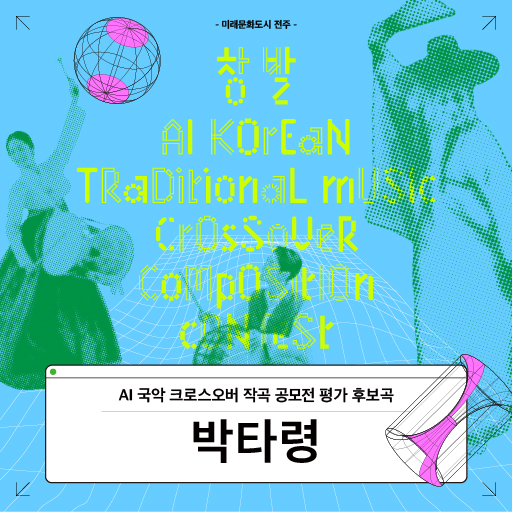 - 미래문화도시 전주 -
창발
AI KOrEaN
TRaDitionaL mUSIc
CrOsSoVeR
CoMpOSitIOn
cONtESt
AI 국악 크로스오버 작곡 공모전 평가 후보곡
박타령